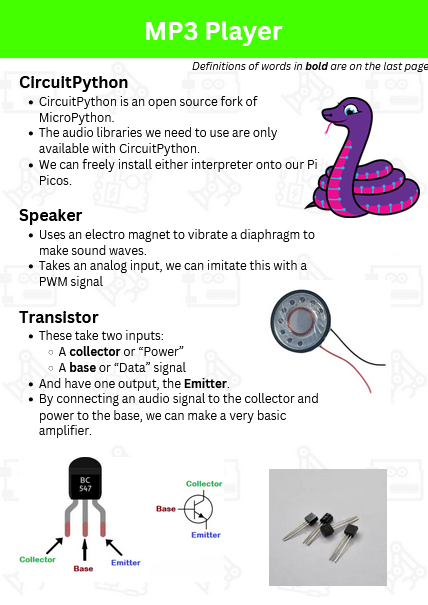 MP3 Player
Definitions of words in bold are on the last page
CircuitPython
CircuitPython is an open source fork of
MicroPython.
The audio libraries we need to use are only
available with CircuitPython.
We can freely install either interpreter onto our Pi
Picos.
Speaker
Uses an electro magnet to vibrate a diaphragm to
make sound waves.
Takes an analog input, we can imitate this with a
PWM signal
Transistor
These take two inputs:
A collector or “Power”
A base or “Data” signal
And have one output, the Emitter.
By connecting an audio signal to the collector and
power to the base, we can make a very basic
amplifier.
BC
547
Collector
Base
Emitter
Collector
Base
Emitter